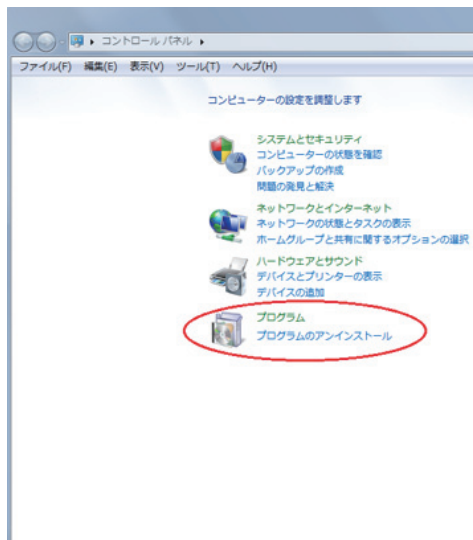 コントロール パネル
ファイル(F) 編集(E) 表示(V) ツール(T) ヘルプ(H)
コンピューターの設定を調整します
システムとセキュリティ
コンピューターの状態を確認
バックアップの作成
問題の発見と解決
ネットワークとインターネット
ネットワークの状態とタスクの表示
ホームグループと共有に関するオプションの選択
ハードウェアとサウンド
デバイスとプリンターの表示
デバイスの追加
プログラム
プログラムのアンインストール